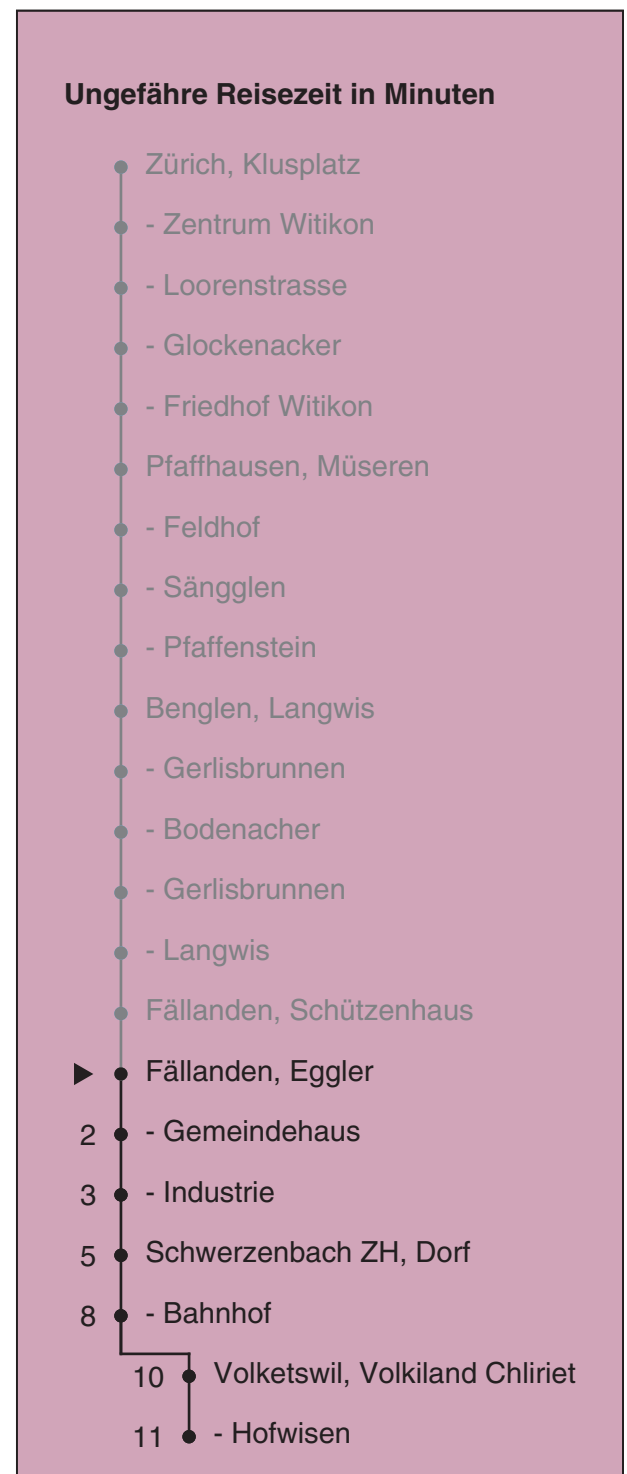 Ungefähre Reisezeit in Minuten
Zürich, Klusplatz
- Zentrum Witikon
- Loorenstrasse
- Glockenacker
- Friedhof Witikon
Pfaffhausen, Müseren
- Feldhof
- Sängglen
- Pfaffenstein
Benglen, Langwis
- Gerlisbrunnen
- Bodenacher
- Gerlisbrunnen
- Langwis
Fällanden, Schützenhaus
Fällanden, Eggler
2 - Gemeindehaus
3 - Industrie
5 Schwerzenbach ZH, Dorf
8 - Bahnhof
10 Volketswil, Volkiland Chliriet
11 - Hofwisen